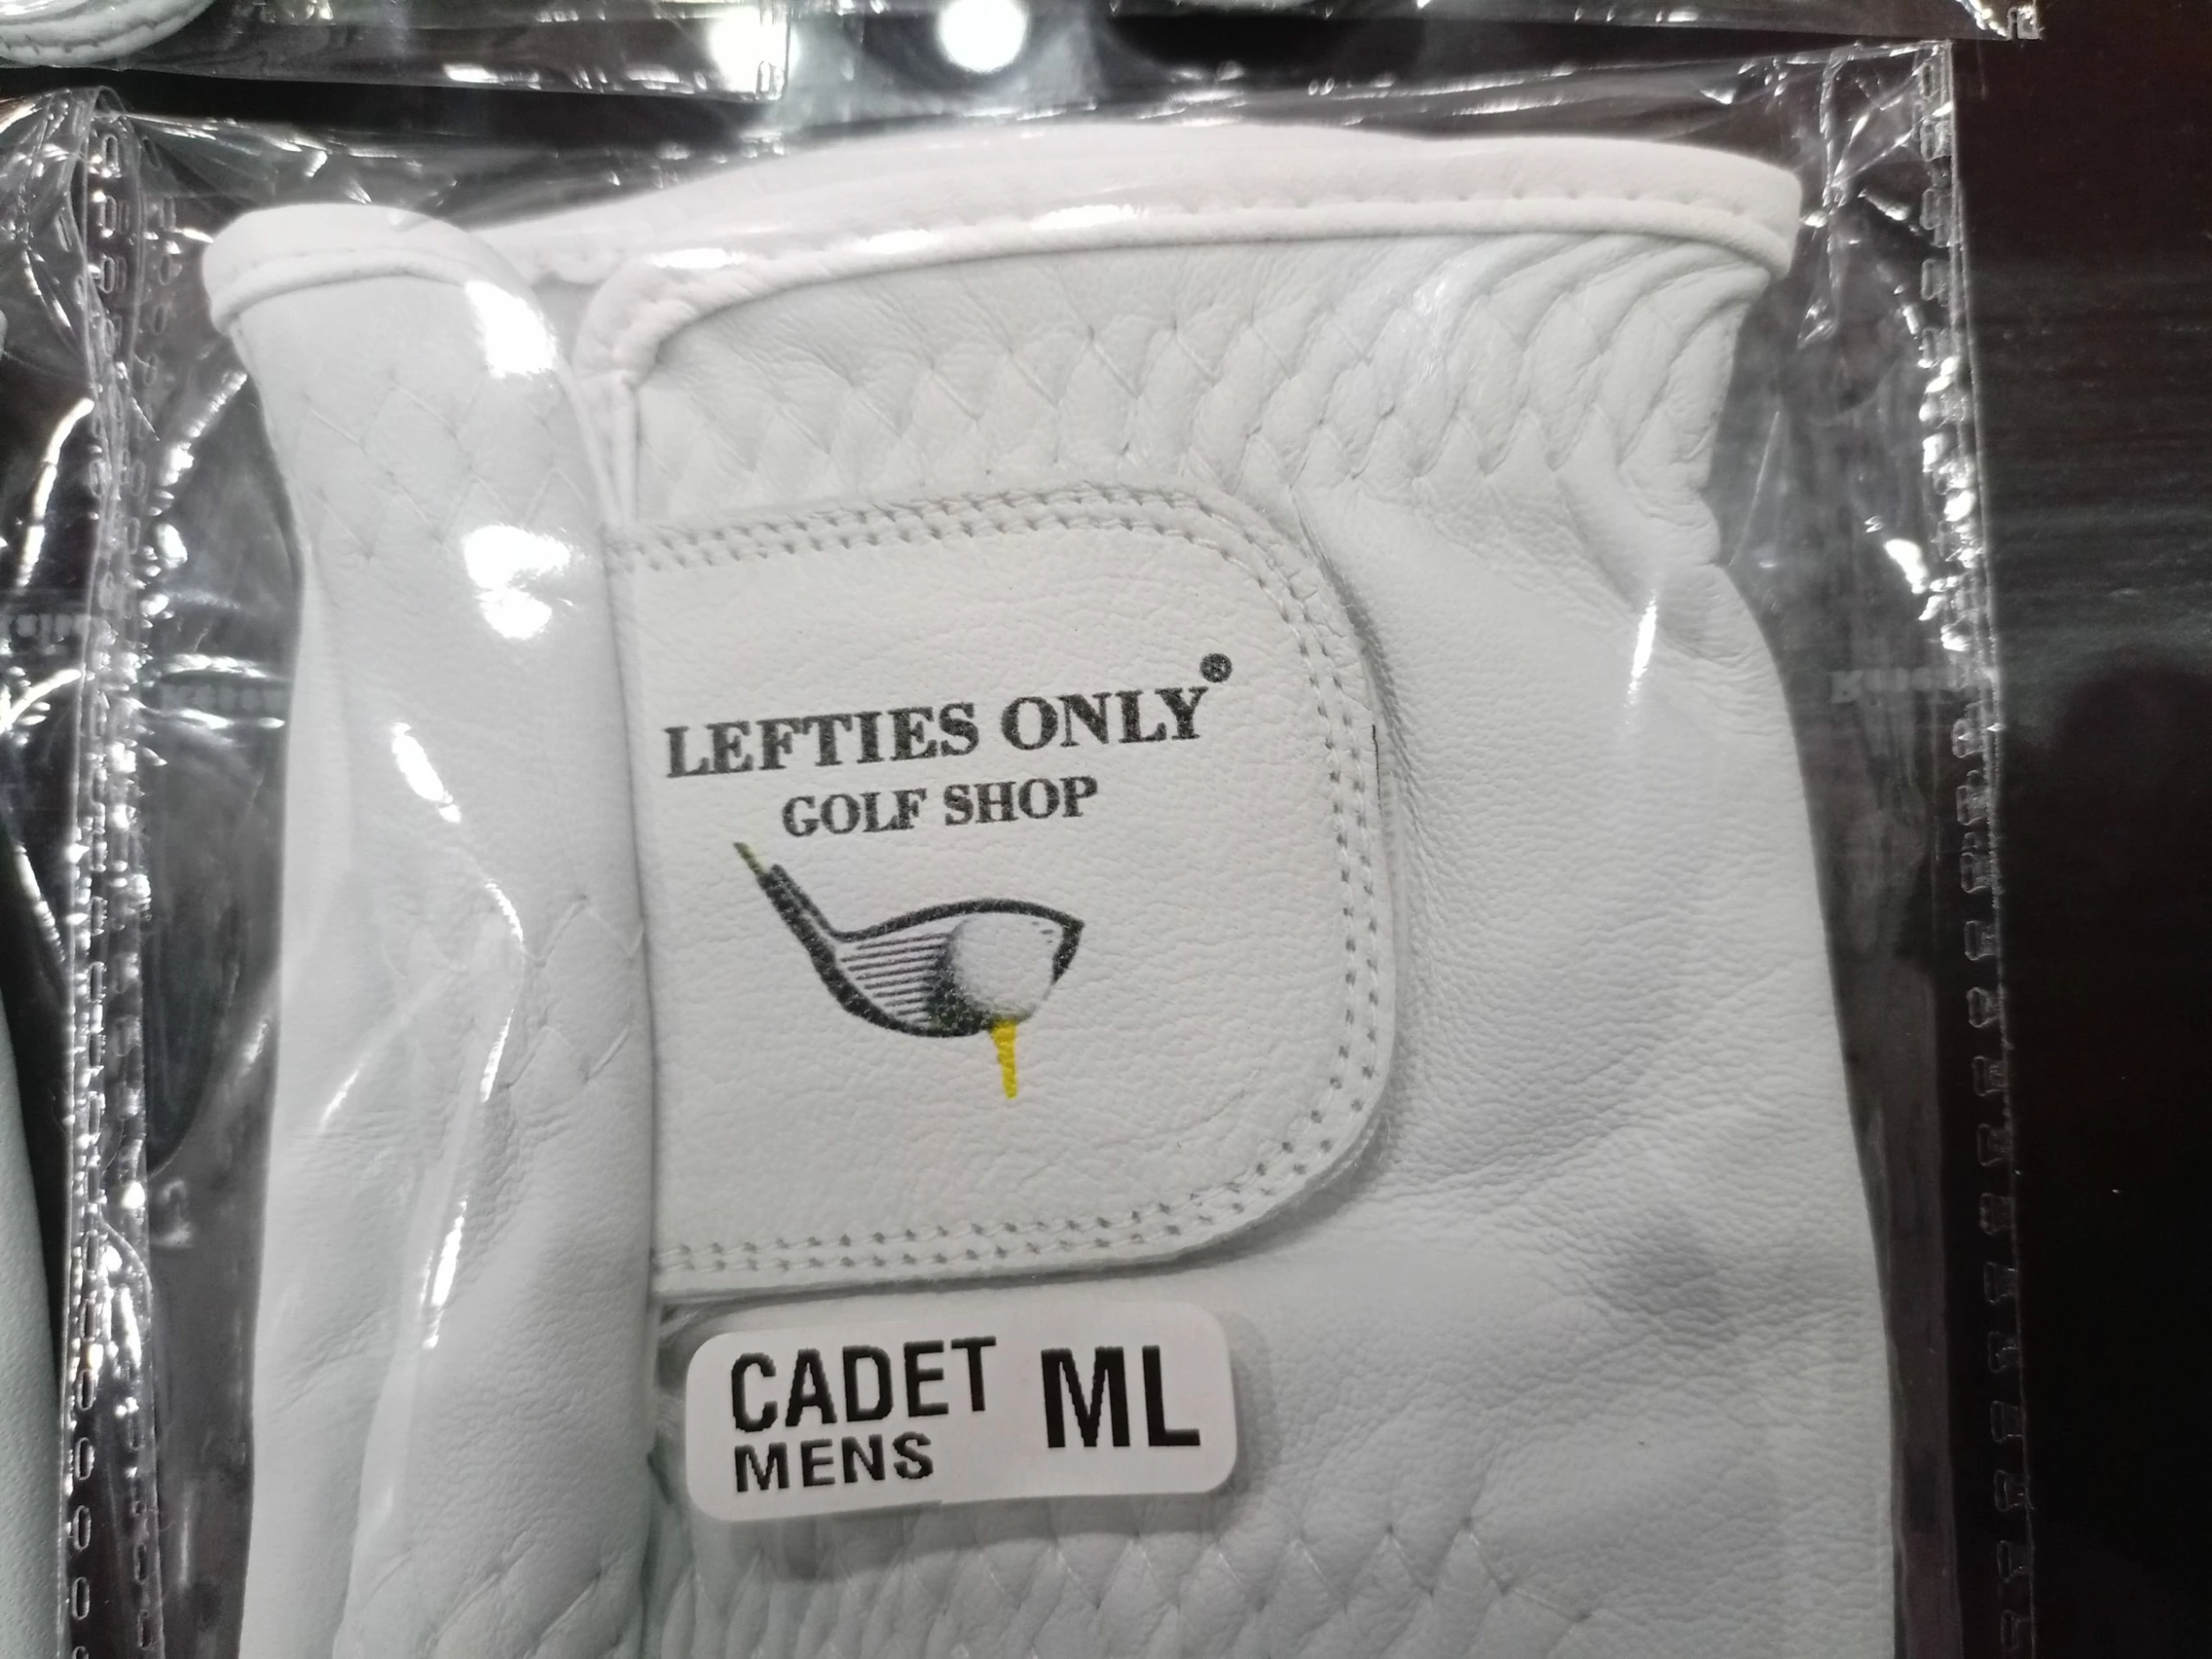 LEFTIES ONLY®
GOLF SHOP
CADET ML
MENS